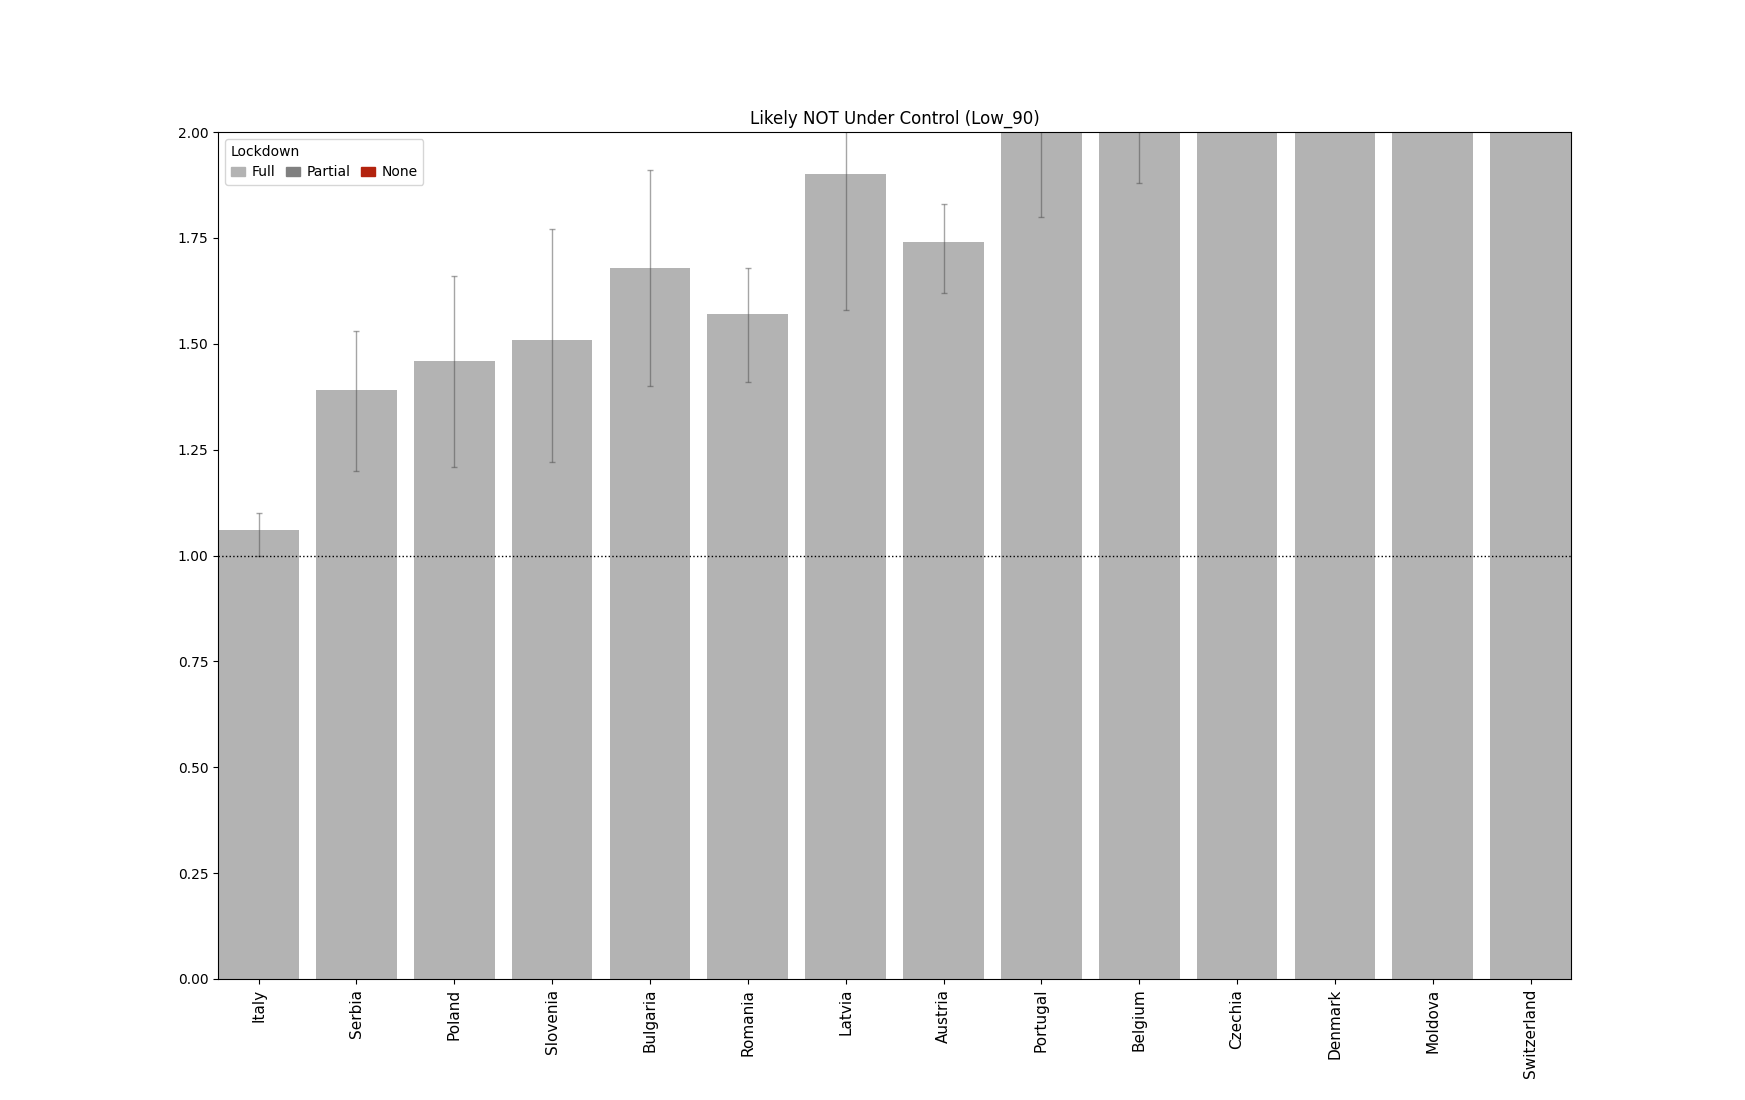 Likely NOT Under Control (Low_90)
Lockdown
Full Partial None
2.00
1.75
1.50
1.25
1.00
0.75
0.50
0.25
0.00
Italy
Serbia
Poland
Slovenia
Bulgaria
Romania
Latvia
Austria
Portugal
Belgium
Czechia
Denmark
Moldova
Switzerland